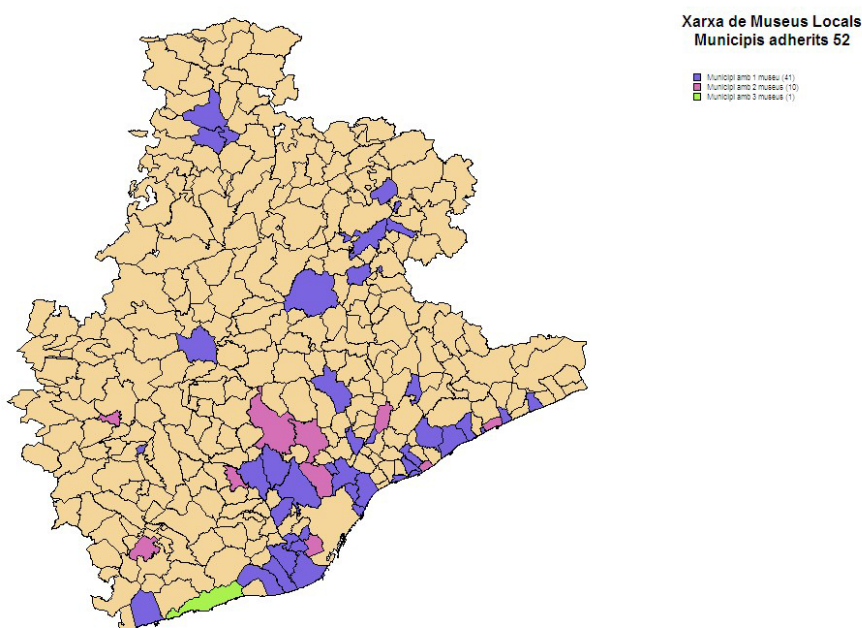 Xarxa de Museus Locals
Municipis adherits 52
Municipi amb 1 museu (41)
Municipi amb 2 museus (10)
Municipi amb 3 museus (1)